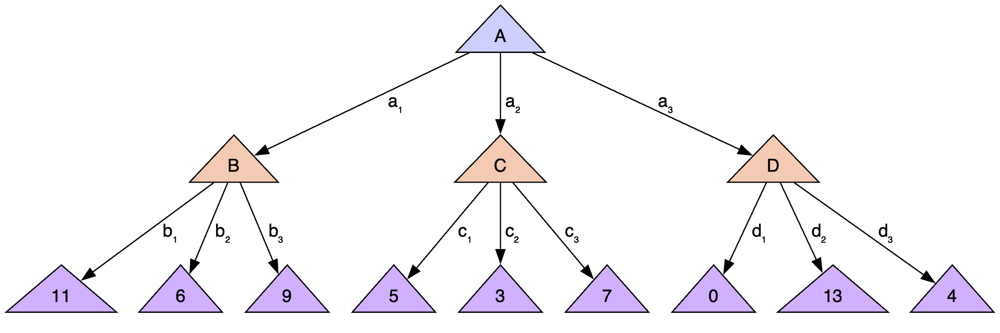 A
a₁ a₂ a₃
B C D
b₁ b₂ b₃ c₁ c₂ c₃ d₁ d₂ d₃
11 6 9 5 3 7 0 13 4